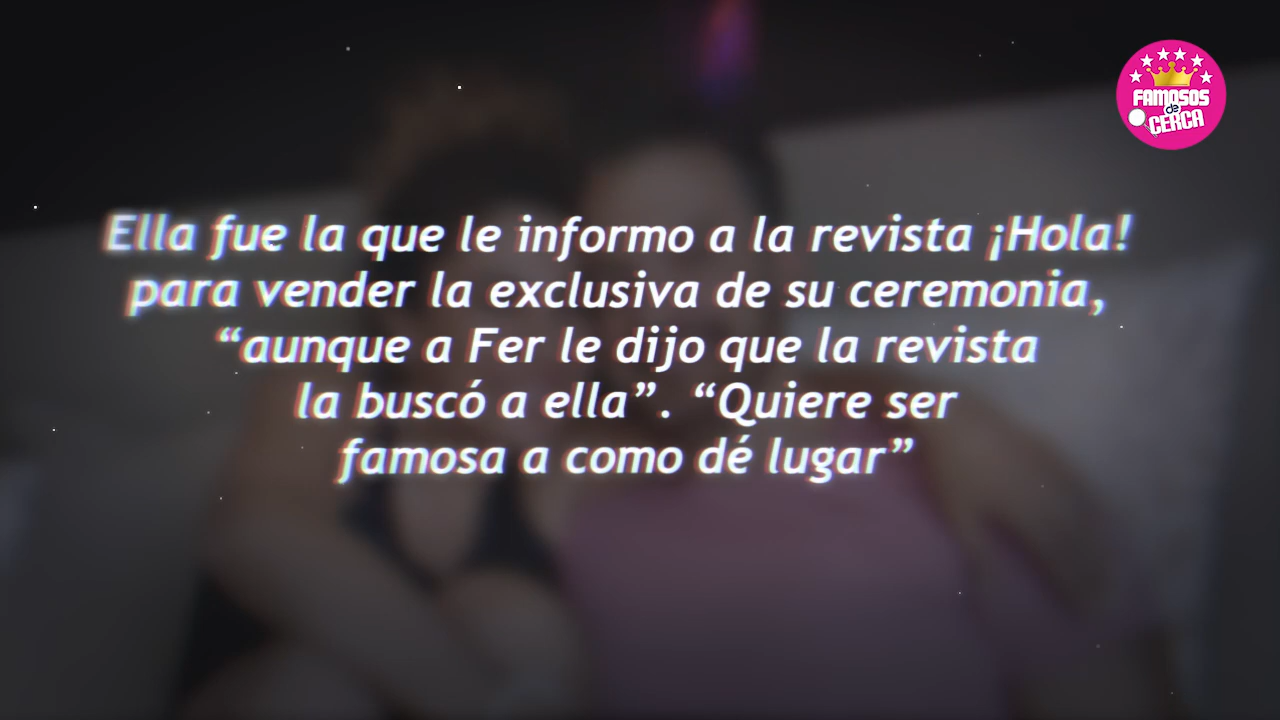 FAMOSOS
de
CERCA
Ella fue la que le informo a la revista ¡Hola!
para vender la exclusiva de su ceremonia,
“aunque a Fer le dijo que la revista
la buscó a ella”. “Quiere ser
famosa a como dé lugar”